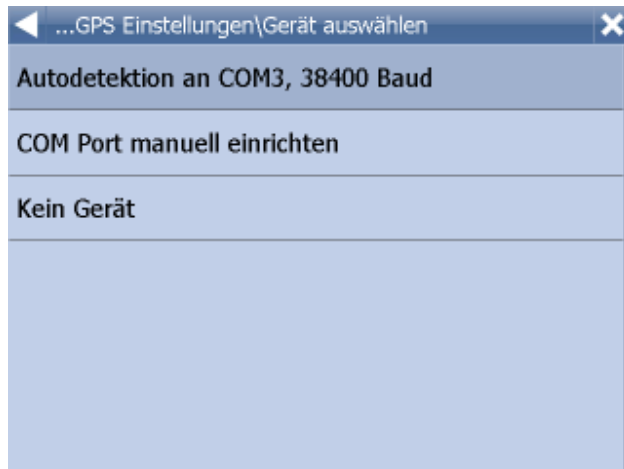 ...GPS Einstellungen\Gerät auswählen
Autodetektion an COM3, 38400 Baud
COM Port manuell einrichten
Kein Gerät